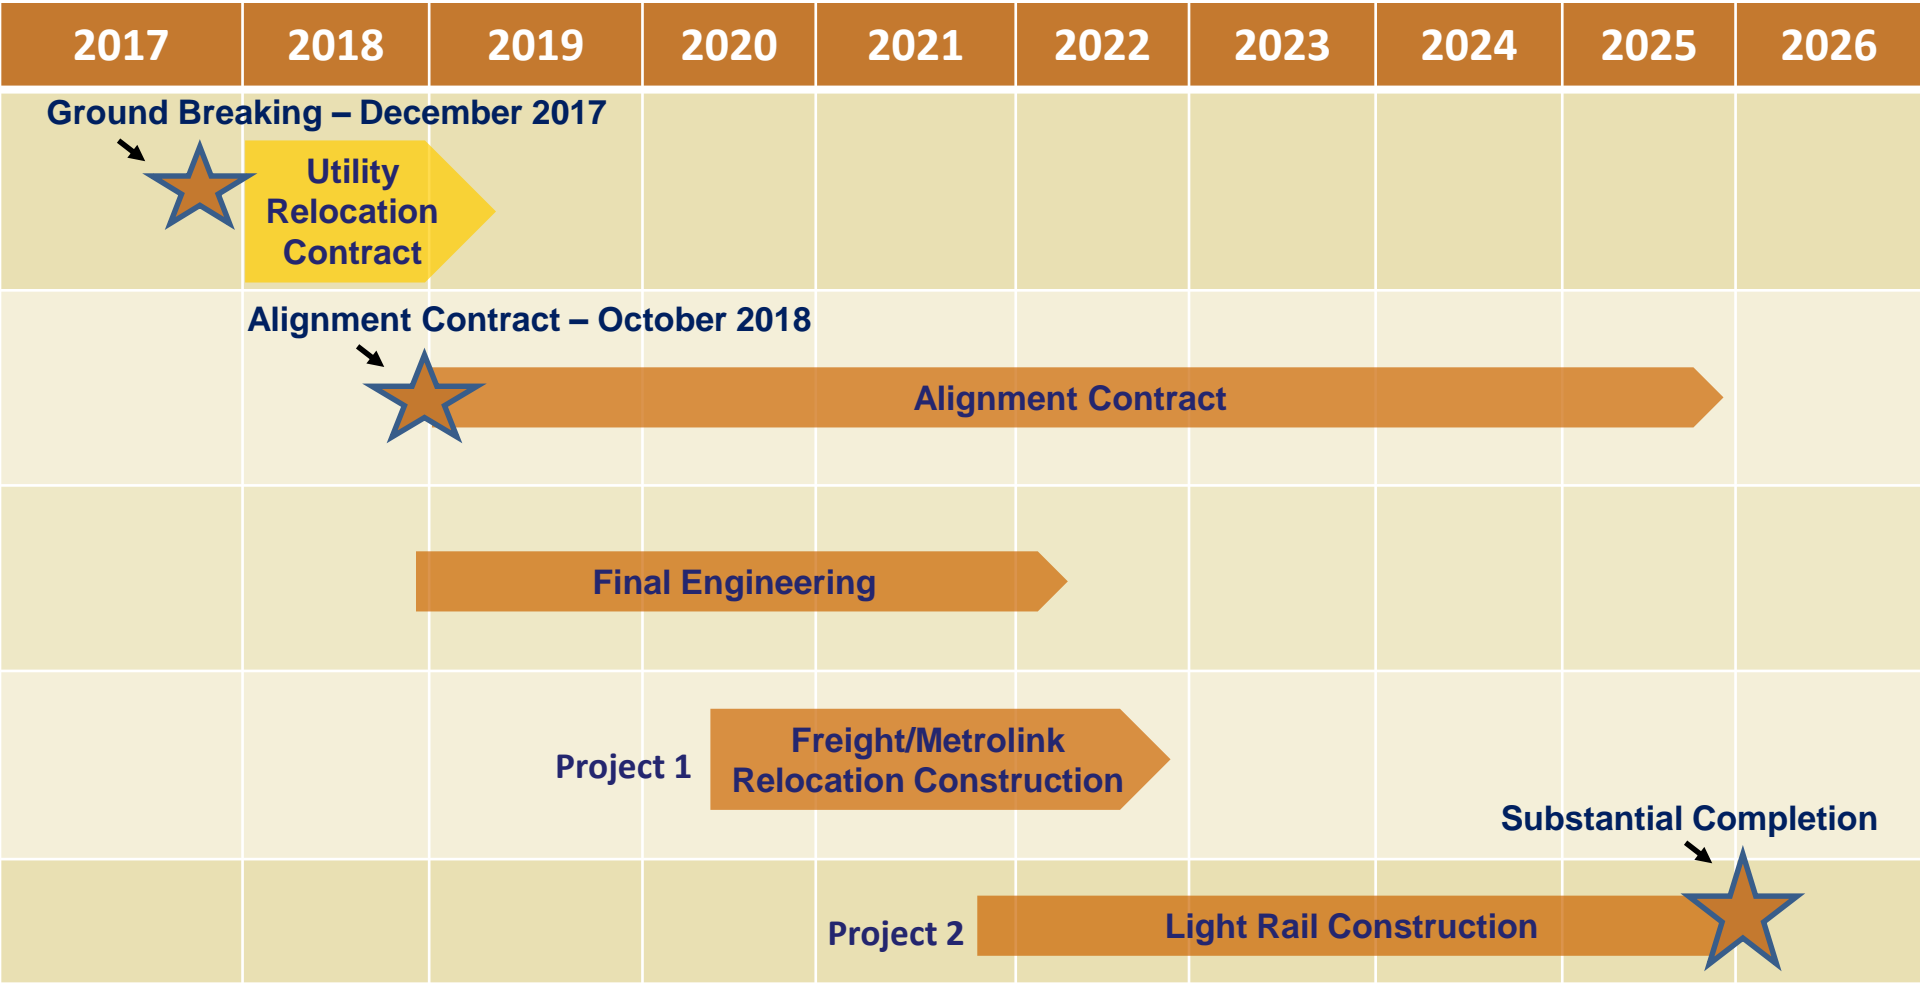 2017 2018 2019 2020 2021 2022 2023 2024 2025 2026
Ground Breaking – December 2017
Utility
Relocation
Contract
Alignment Contract – October 2018
Alignment Contract
Final Engineering
Project 1
Freight/Metrolink
Relocation Construction
Substantial Completion
Project 2
Light Rail Construction